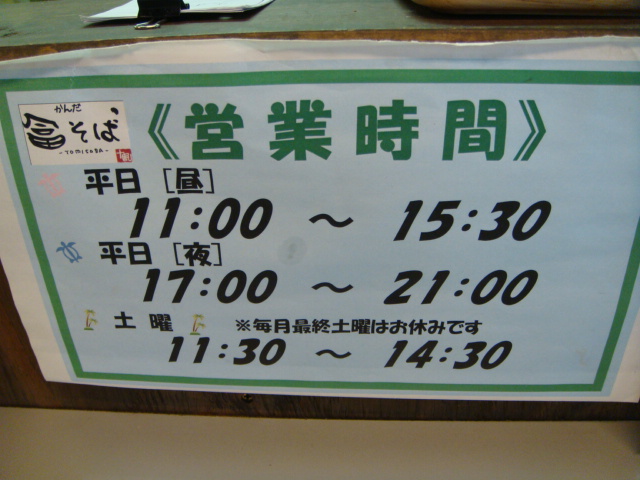 かんだ
冨そば
-TOMISOBA-
《営業時間》
平日［昼］
11:00 ～ 15:30
平日［夜］
17:00 ～ 21:00
土曜 ※毎月最終土曜はお休みです
11:30 ～ 14:30